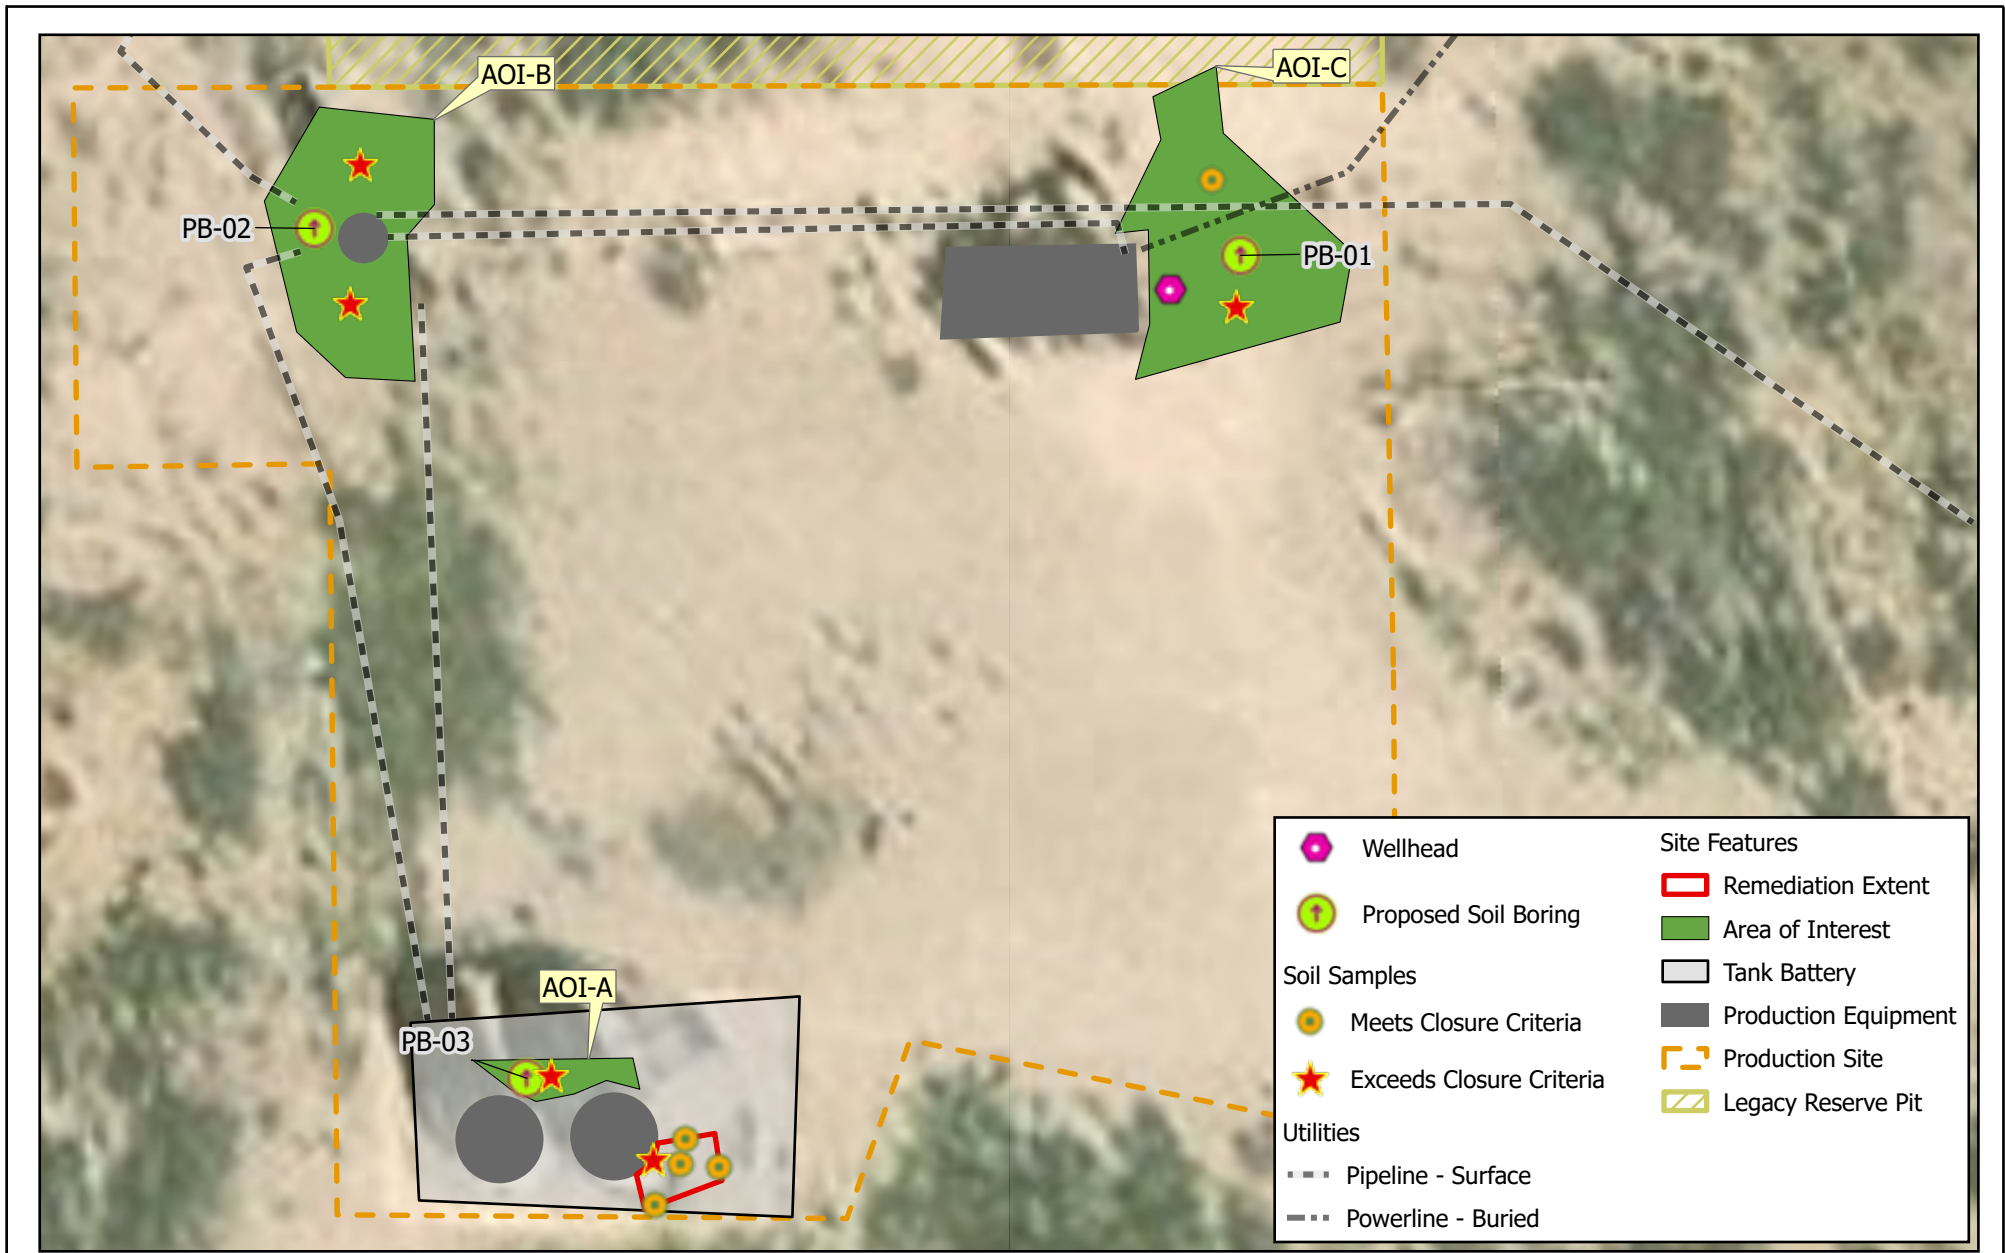 AOI-B
AOI-C
PB-02
PB-01
AOI-A
PB-03
Wellhead
Proposed Soil Boring
Soil Samples
Meets Closure Criteria
Exceeds Closure Criteria
Utilities
Pipeline - Surface
Powerline - Buried
Site Features
Remediation Extent
Area of Interest
Tank Battery
Production Equipment
Production Site
Legacy Reserve Pit